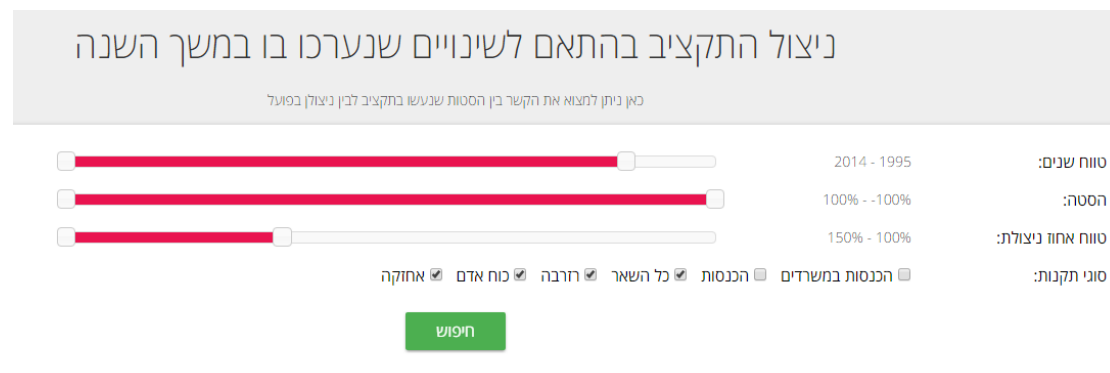 ניצול התקציב בהתאם לשינויים שנערכו בו במשך השנה
כאן ניתן למצוא את הקשר בין הסטות שנעשו בתקציב לבין ניצולן בפועל
טווח שנים: 1995 - 2014
הסטה: 100%- - 100%
טווח אחוז ניצולת: 100% - 150%
סוגי תקנות: הכנסות במשרדים הכנסות כל השאר רזרבה כוח אדם אחזקה
חיפוש